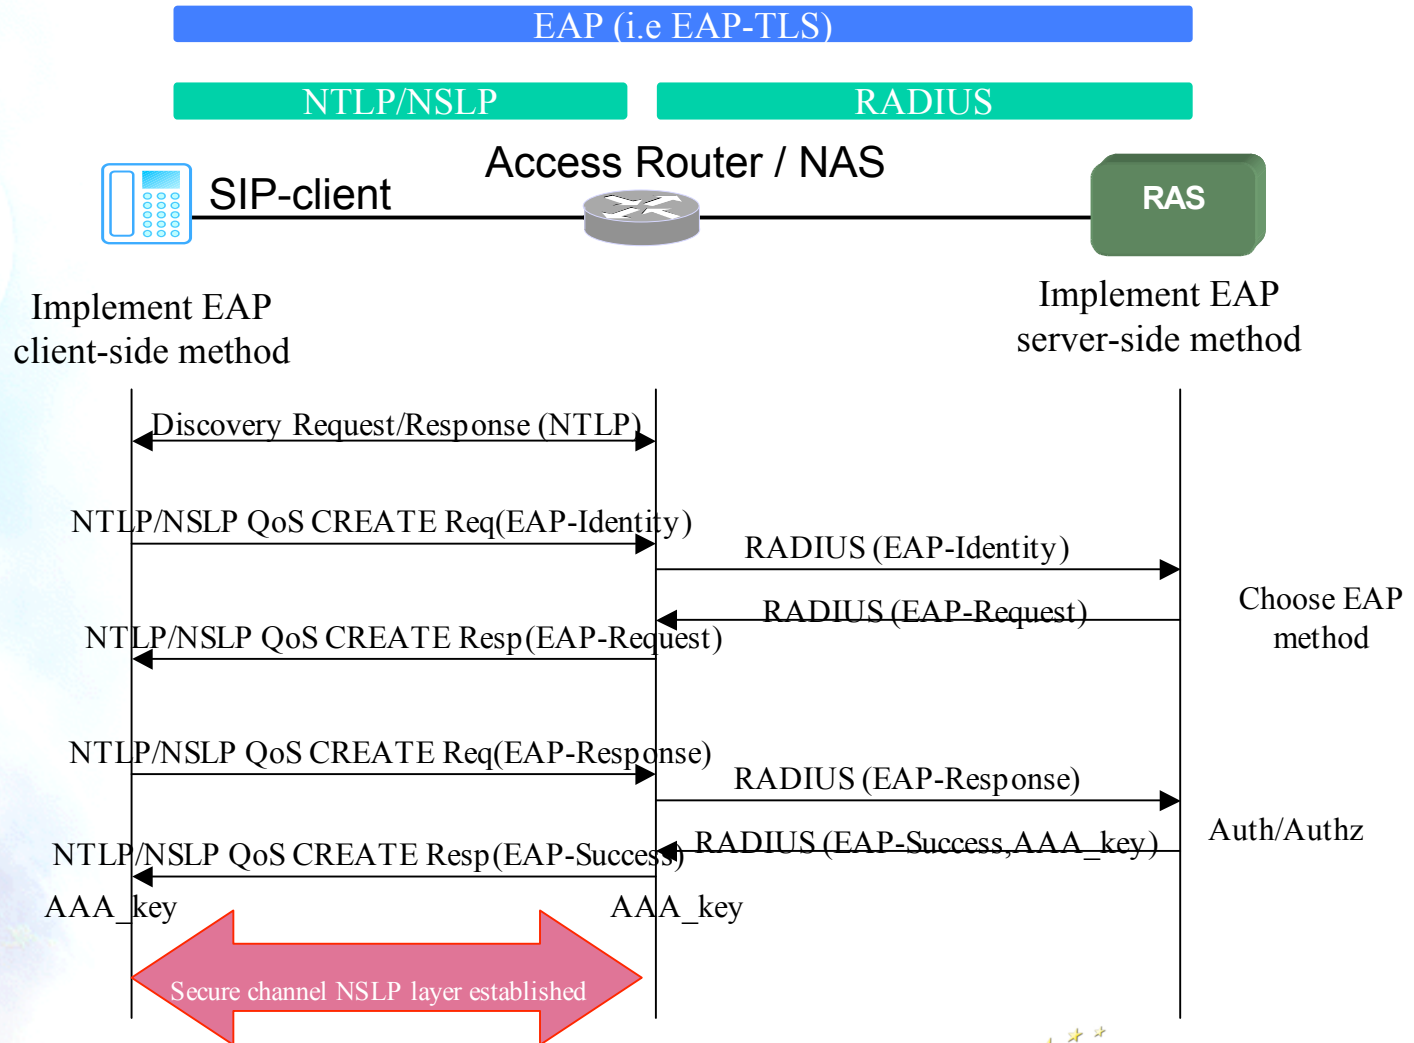 EAP (i.e EAP-TLS)
NTLP/NSLP
RADIUS
Access Router / NAS
SIP-client
RAS
Implement EAP
client-side method
Implement EAP
server-side method
Discovery Request/Response (NTLP)
NTLP/NSLP QoS CREATE Req(EAP-Identity)
RADIUS (EAP-Identity)
RADIUS (EAP-Request)
Choose EAP
method
NTLP/NSLP QoS CREATE Resp(EAP-Request)
NTLP/NSLP QoS CREATE Req(EAP-Response)
RADIUS (EAP-Response)
Auth/Authz
RADIUS (EAP-Success,AAA_key)
NTLP/NSLP QoS CREATE Resp(EAP-Success)
AAA_key
AAA_key
Secure channel NSLP layer established